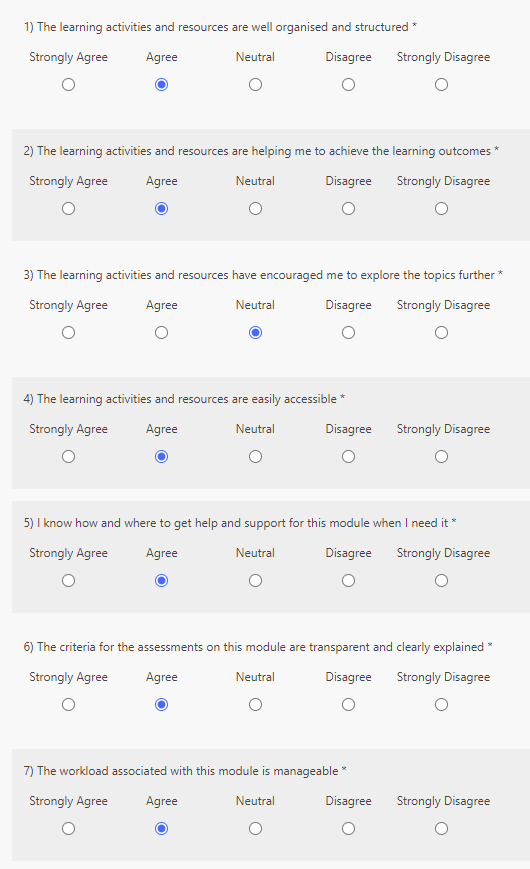 1) The learning activities and resources are well organised and structured *
Strongly Agree Agree Neutral Disagree Strongly Disagree
2) The learning activities and resources are helping me to achieve the learning outcomes *
Strongly Agree Agree Neutral Disagree Strongly Disagree
3) The learning activities and resources have encouraged me to explore the topics further *
Strongly Agree Agree Neutral Disagree Strongly Disagree
4) The learning activities and resources are easily accessible *
Strongly Agree Agree Neutral Disagree Strongly Disagree
5) I know how and where to get help and support for this module when I need it *
Strongly Agree Agree Neutral Disagree Strongly Disagree
6) The criteria for the assessments on this module are transparent and clearly explained *
Strongly Agree Agree Neutral Disagree Strongly Disagree
7) The workload associated with this module is manageable *
Strongly Agree Agree Neutral Disagree Strongly Disagree